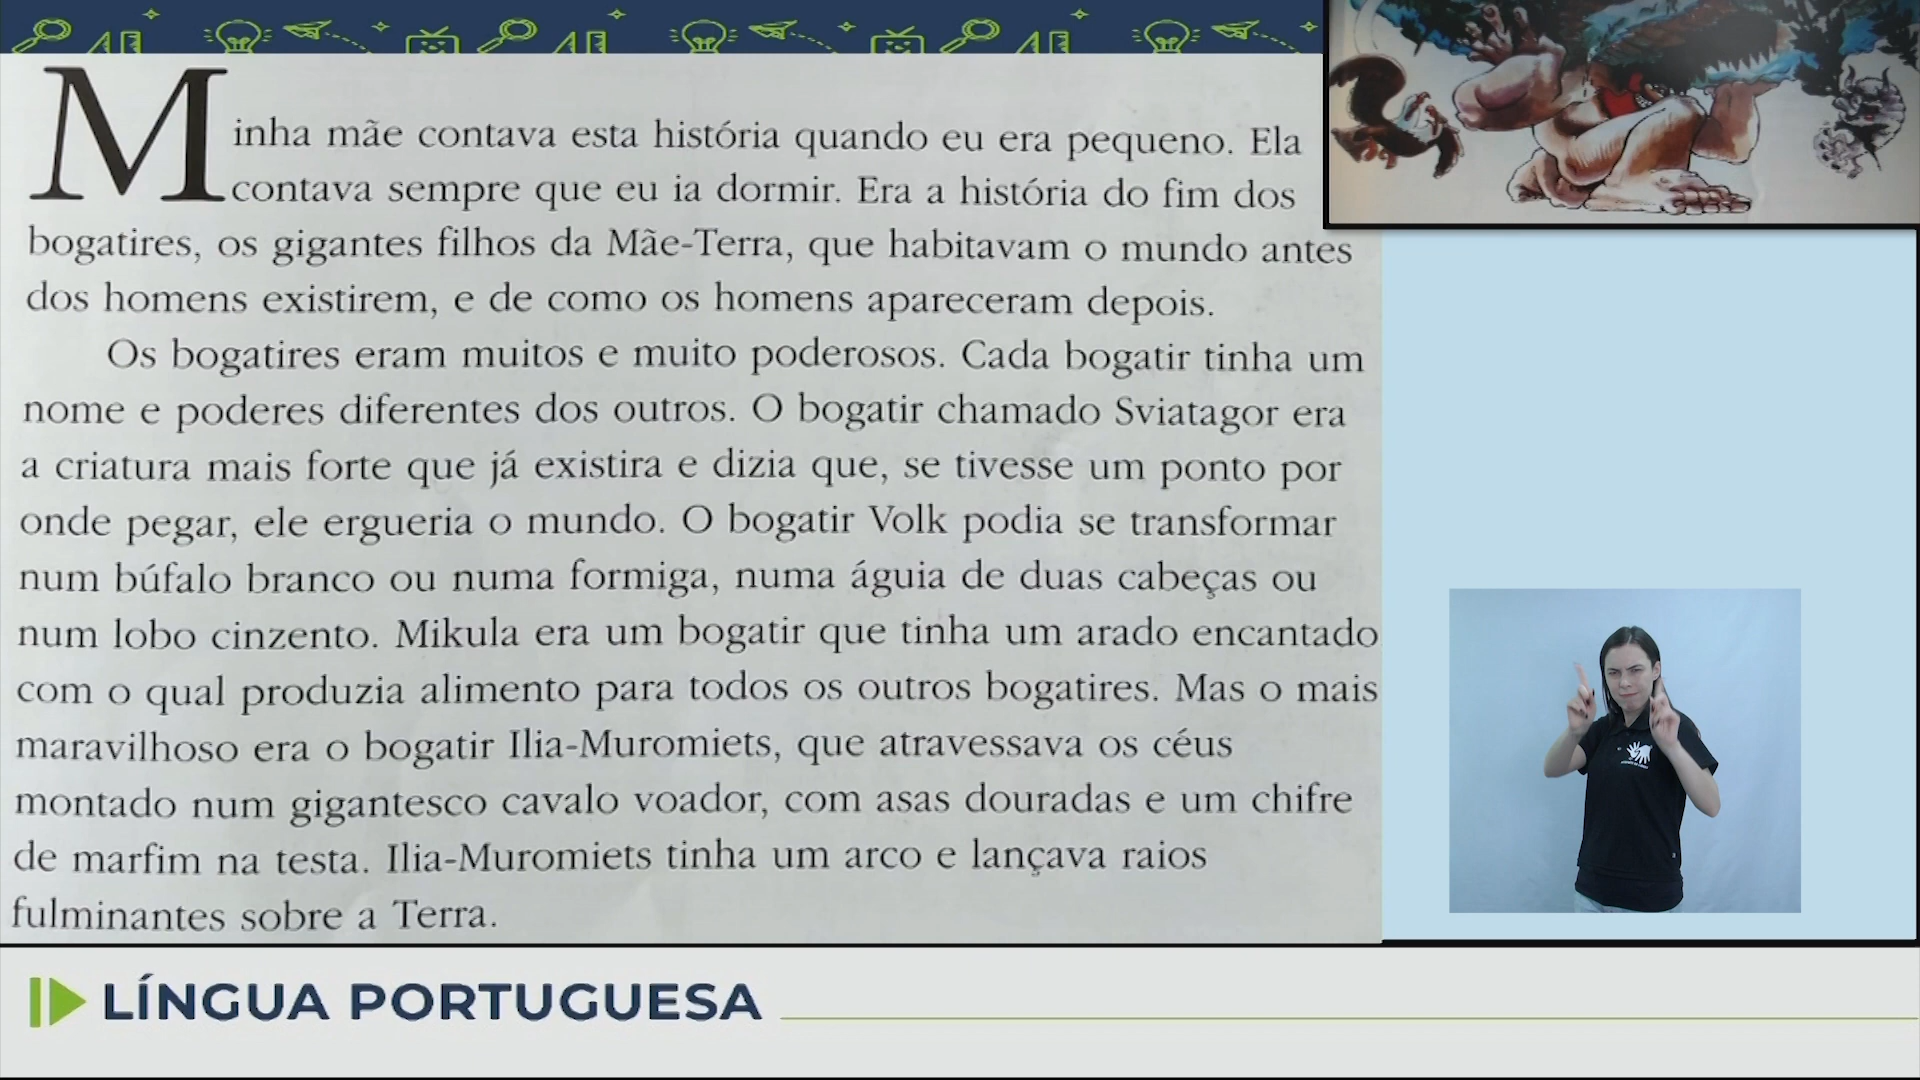 Minha mãe contava esta história quando eu era pequeno. Ela
contava sempre que eu ia dormir. Era a história do fim dos
bogatires, os gigantes filhos da Mãe-Terra, que habitavam o mundo antes
dos homens existirem, e de como os homens apareceram depois.
Os bogatires eram muitos e muito poderosos. Cada bogatir tinha um
nome e poderes diferentes dos outros. O bogatir chamado Sviatagor era
a criatura mais forte que já existira e dizia que, se tivesse um ponto por
onde pegar, ele ergueria o mundo. O bogatir Volk podia se transformar
num búfalo branco ou numa formiga, numa águia de duas cabeças ou
num lobo cinzento. Mikula era um bogatir que tinha um arado encantado
com o qual produzia alimento para todos os outros bogatires. Mas o mais
maravilhoso era o bogatir Ilia-Muromiets, que atravessava os céus
montado num gigantesco cavalo voador, com asas douradas e um chifre
de marfim na testa. Ilia-Muromiets tinha um arco e lançava raios
fulminantes sobre a Terra.
LÍNGUA PORTUGUESA